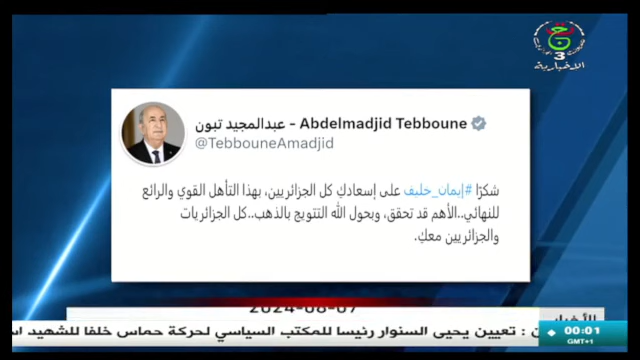 3
الإخبارية
عبدالمجيد تبون - Abdelmadjid Tebboune
@TebbouneAmadjid
شكرًا #إيمان_خليف على إسعادكِ كل الجزائريين، بهذا التأهل القوي والرائع
للنهائي..الأهم قد تحقق، وبحول الله التتويج بالذهب..كل الجزائريات
والجزائريين معكِ.
2024-08-07
الأخبار
ن : تعيين يحيى السنوار رئيسا للمكتب السياسي لحركة حماس خلفا للشهيد
00:01
GMT+1